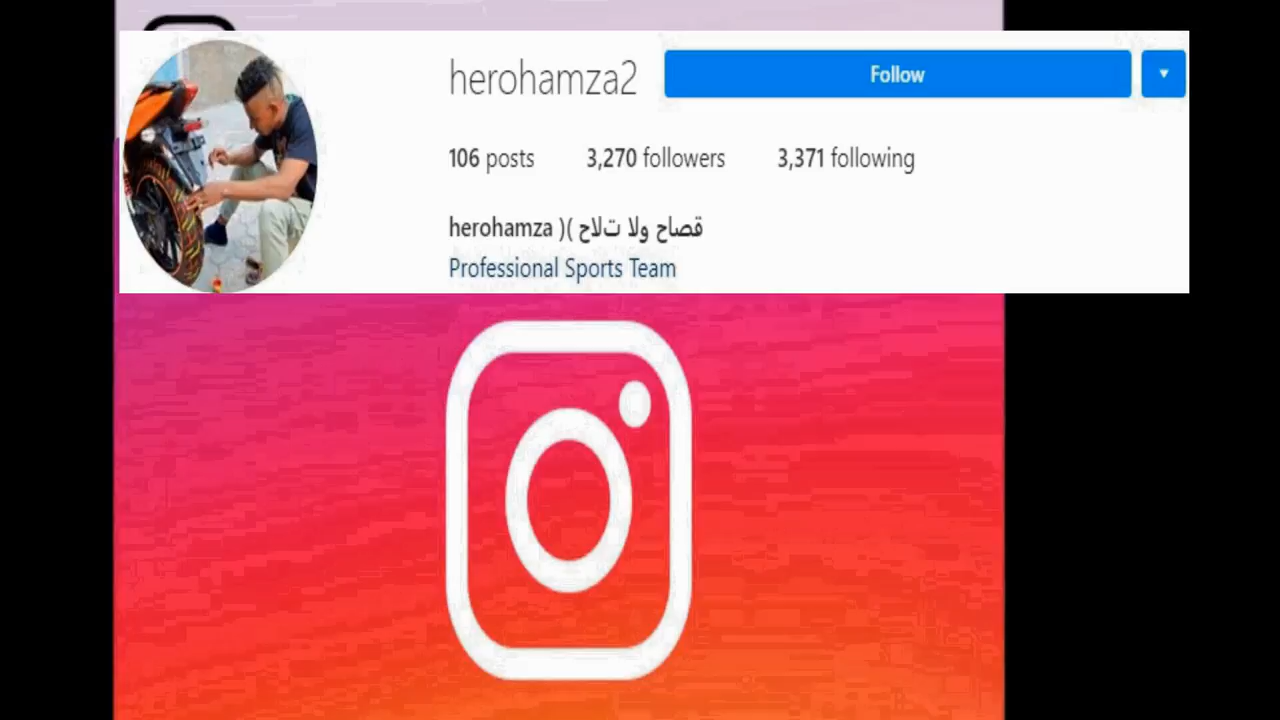 herohamza2
Follow
106 posts 3,270 followers 3,371 following
herohamza )( قصاح ولا تلاح
Professional Sports Team